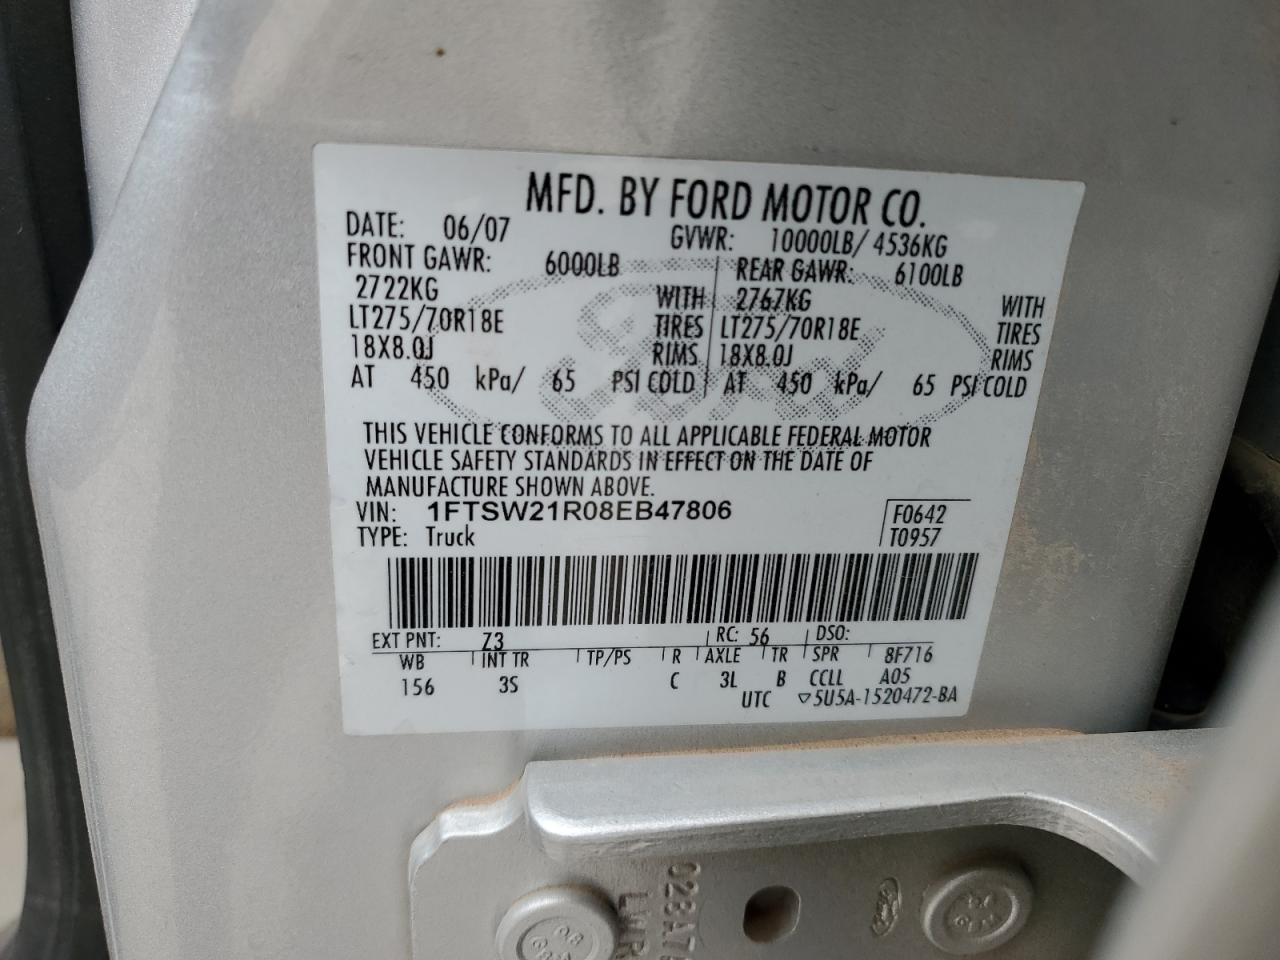 MFD. BY FORD MOTOR CO.
DATE: 06/07 GVWR: 10000LB/ 4536KG
FRONT GAWR: 6000LB REAR GAWR: 6100LB
2722KG WITH 2767KG WITH
LT275/70R18E TIRES LT275/70R18E TIRES
18X8.0J RIMS 18X8.0J RIMS
AT 450 kPa/ 65 PSI COLD AT 450 kPa/ 65 PSI COLD
Ford
THIS VEHICLE CONFORMS TO ALL APPLICABLE FEDERAL MOTOR
VEHICLE SAFETY STANDARDS IN EFFECT ON THE DATE OF
MANUFACTURE SHOWN ABOVE.
VIN: 1FTSW21R08EB47806 F0642
TYPE: Truck T0957
EXT PNT: Z3 RC: 56 DSO:
WB INT TR TP/PS R AXLE TR SPR 8F716
156 3S C 3L B CCLL A05
UTC ▽5U5A-1520472-BA
Ford